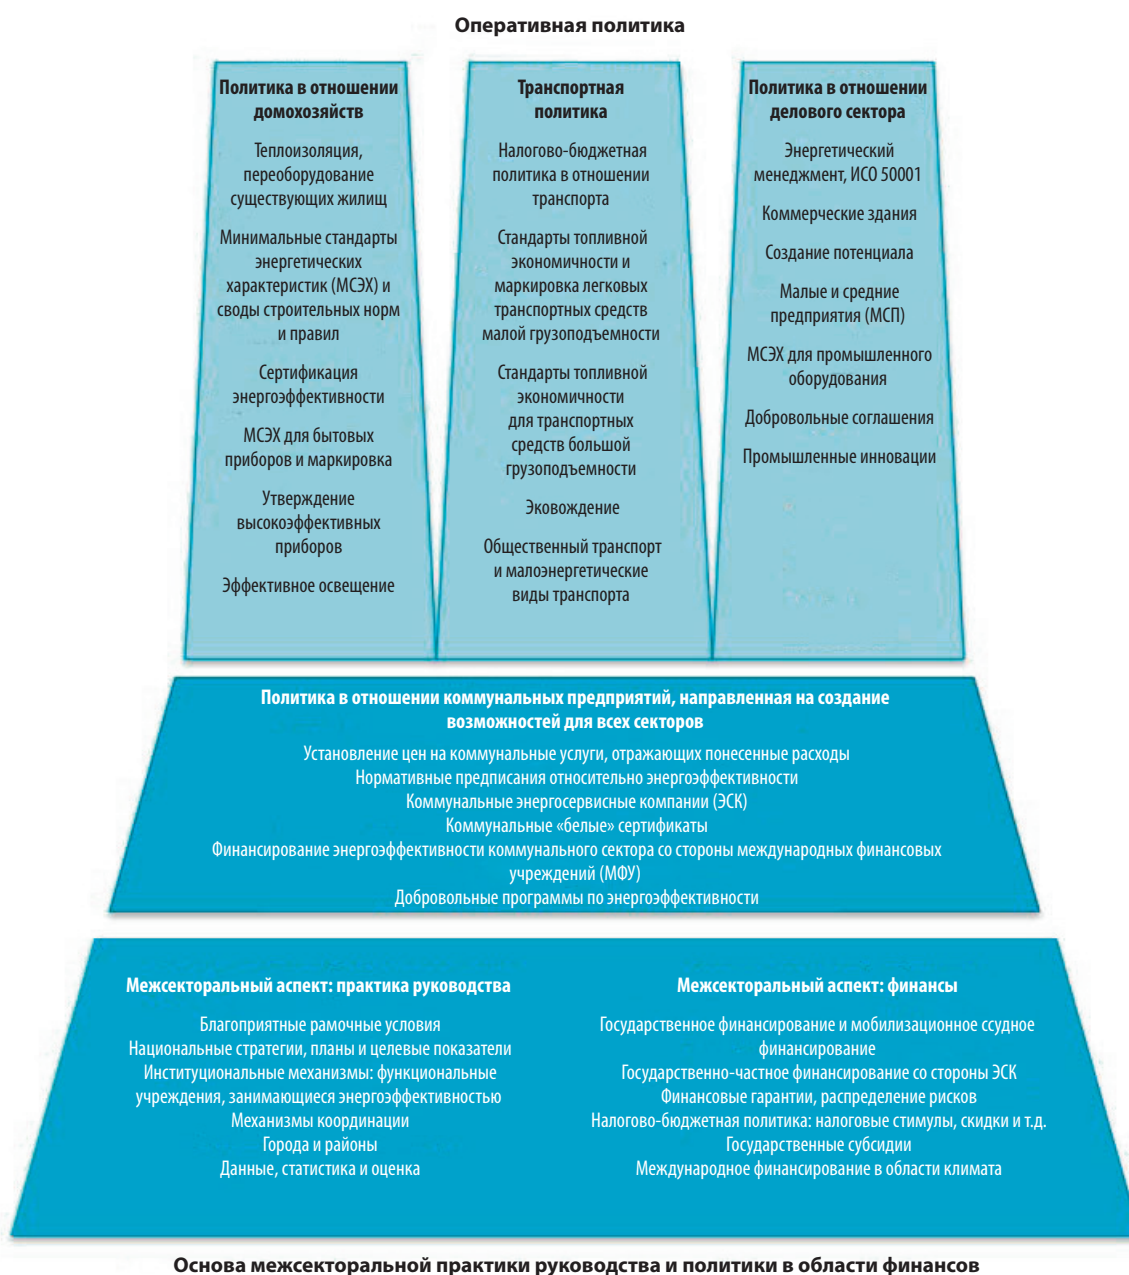 Оперативная политика
Политика в отношении
домохозяйств
Теплоизоляция,
переоборудование
существующих жилищ
Минимальные стандарты
энергетических
характеристик (МСЭХ) и
своды строительных норм
и правил
Сертификация
энергоэффективности
МСЭХ для бытовых
приборов и маркировка
Утверждение
высокоэффективных
приборов
Эффективное освещение
Транспортная
политика
Налогово-бюджетная
политика в отношении
транспорта
Стандарты топливной
экономичности и
маркировка легковых
транспортных средств
малой грузоподъемности
Стандарты топливной
экономичности
для транспортных
средств большой
грузоподъемности
Эковождение
Общественный транспорт
и малоэнергетические
виды транспорта
Политика в отношении
делового сектора
Энергетический
менеджмент, ИСО 50001
Коммерческие здания
Создание потенциала
Малые и средние
предприятия (МСП)
МСЭХ для промышленного
оборудования
Добровольные соглашения
Промышленные инновации
Политика в отношении коммунальных предприятий, направленная на создание
возможностей для всех секторов
Установление цен на коммунальные услуги, отражающих понесенные расходы
Нормативные предписания относительно энергоэффективности
Коммунальные энергосервисные компании (ЭСК)
Коммунальные «белые» сертификаты
Финансирование энергоэффективности коммунального сектора со стороны международных финансовых
учреждений (МФУ)
Добровольные программы по энергоэффективности
Межсекторальный аспект: практика руководства
Благоприятные рамочные условия
Национальные стратегии, планы и целевые показатели
Институциональные механизмы: функциональные
учреждения, занимающиеся энергоэффективностью
Механизмы координации
Города и районы
Данные, статистика и оценка
Межсекторальный аспект: финансы
Государственное финансирование и мобилизационное ссудное
финансирование
Государственно-частное финансирование со стороны ЭСК
Финансовые гарантии, распределение рисков
Налогово-бюджетная политика: налоговые стимулы, скидки и т.д.
Государственные субсидии
Международное финансирование в области климата
Основа межсекторальной практики руководства и политики в области финансов